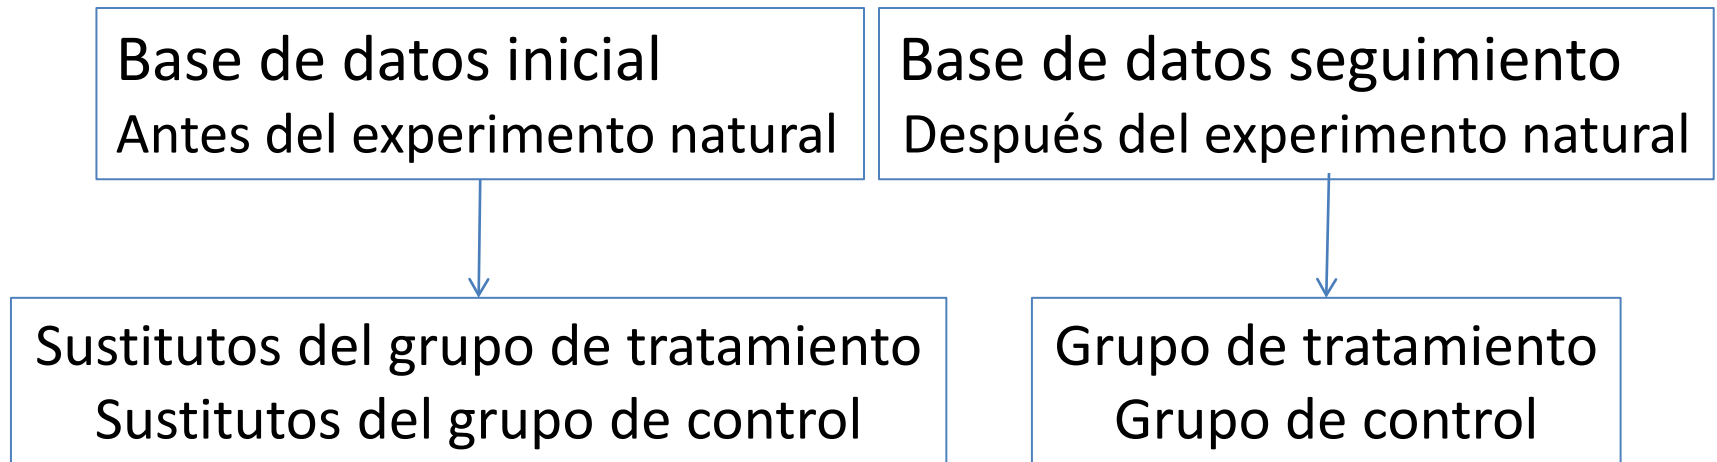 Base de datos inicial
Antes del experimento natural
Base de datos seguimiento
Después del experimento natural
Sustitutos del grupo de tratamiento
Sustitutos del grupo de control
Grupo de tratamiento
Grupo de control